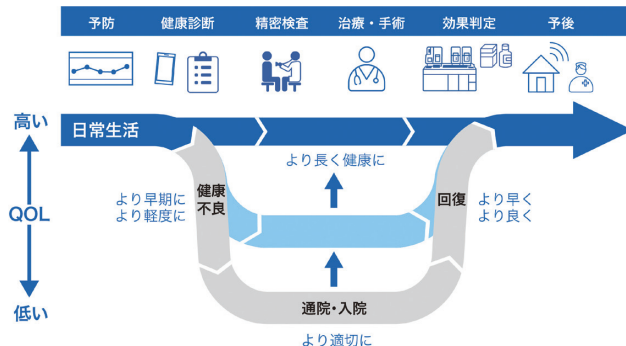 予防
健康診断
精密検査
治療・手術
効果判定
予後
高い
日常生活
より長く健康に
より早期に
より軽度に
健康
不良
回復
より早く
より良く
QOL
通院・入院
低い
より適切に